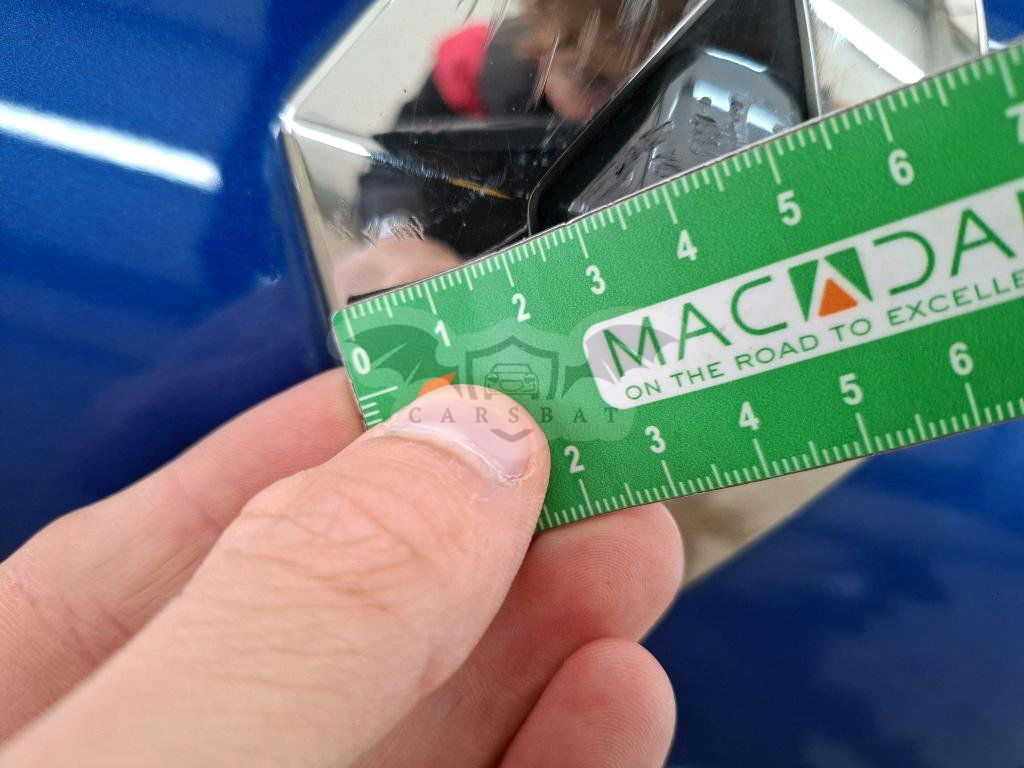 0 1 2 3 4 5 6 7
MACADA
ON THE ROAD TO EXCELLE
CARSBAT
2 3 4 5 6